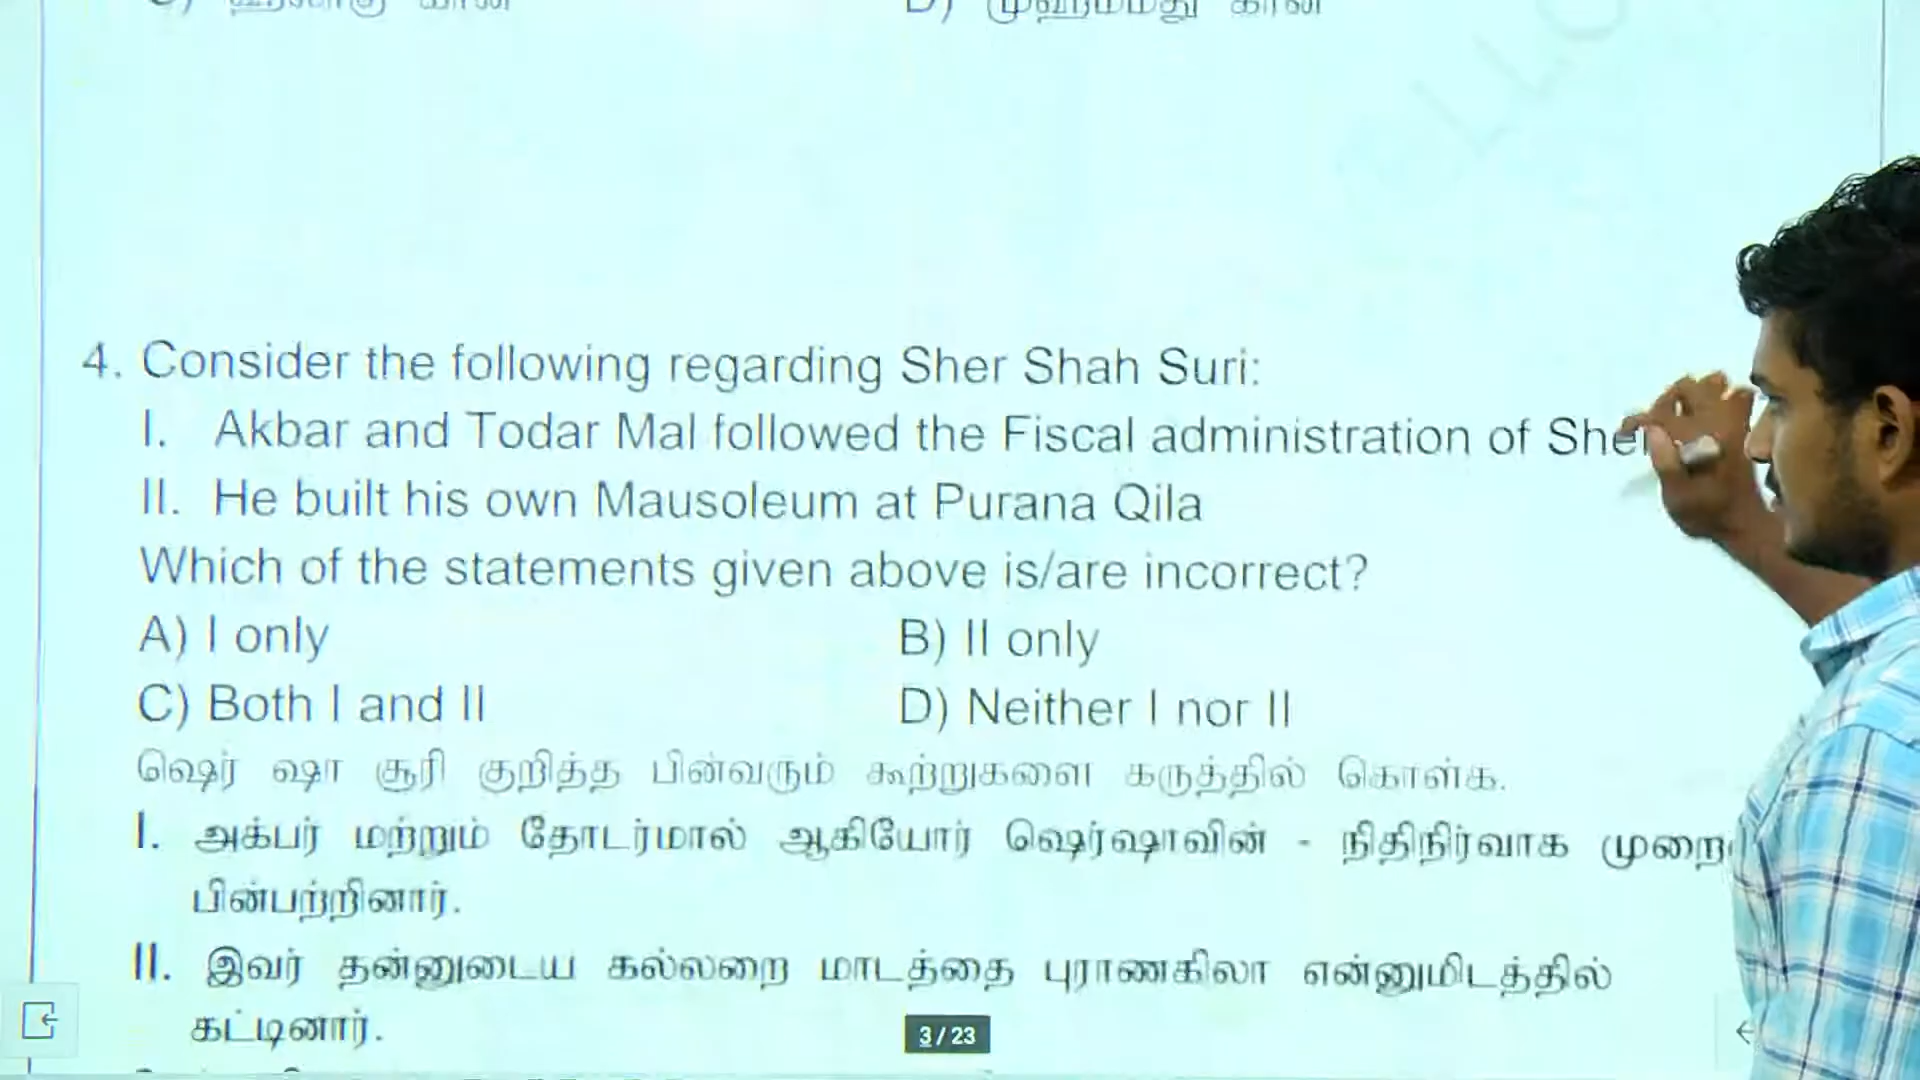 4. Consider the following regarding Sher Shah Suri:
I. Akbar and Todar Mal followed the Fiscal administration of
II. He built his own Mausoleum at Purana Qila
Which of the statements given above is/are incorrect?
A) I only B) II only
C) Both I and II D) Neither I nor II
ஷெர் ஷா சூரி குறித்த பின்வரும் கூற்றுகளை கருத்தில் கொள்க.
I. அக்பர் மற்றும் தோடர்மால் ஆகியோர் ஷெர்ஷாவின் - நிதிநிர்வாக
பின்பற்றினார்.
II. இவர் தன்னுடைய கல்லறை மாடத்தை புராணகிலா என்னுமிடத்தில்
கட்டினார்.
3 / 23